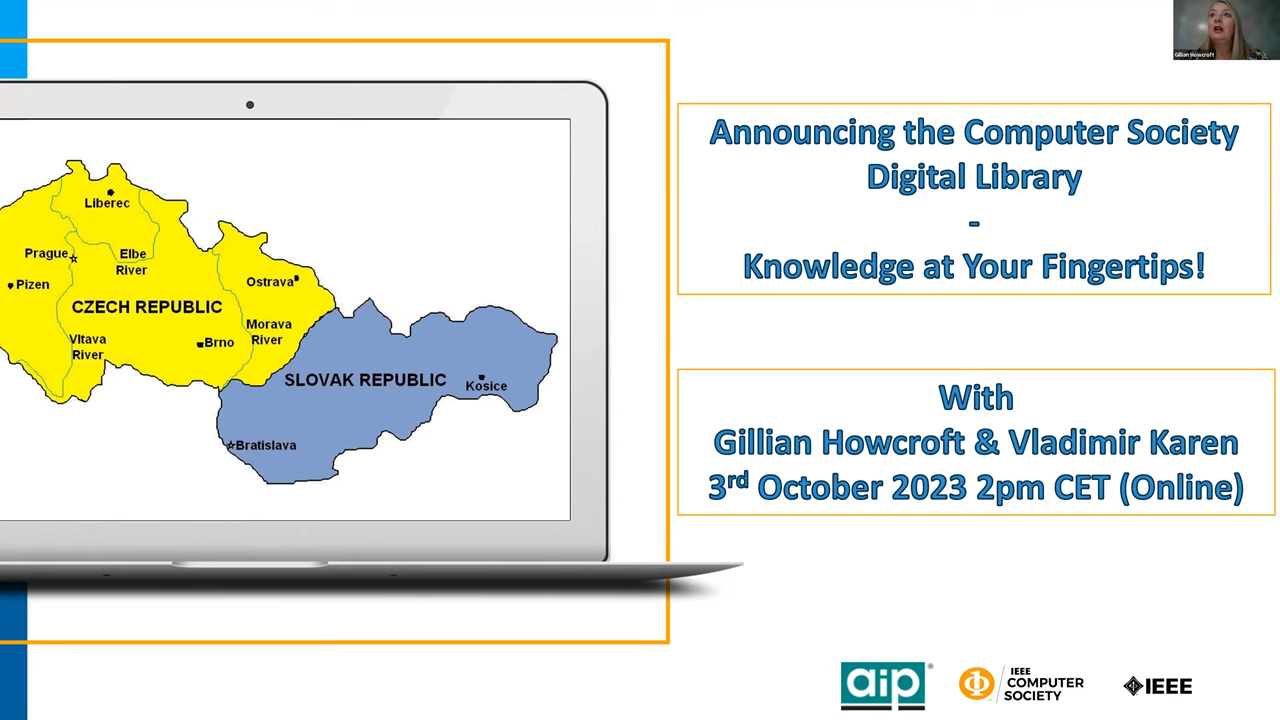 Gillian Howcroft
Announcing the Computer Society
Digital Library
-
Knowledge at Your Fingertips!
With
Gillian Howcroft & Vladimir Karen
3rd October 2023 2pm CET (Online)
Liberec
Prague
Elbe
River
Pizen
Ostrava
CZECH REPUBLIC
Morava
River
Vltava
River
Brno
SLOVAK REPUBLIC
Kosice
Bratislava
aip®
IEEE
COMPUTER
SOCIETY
IEEE